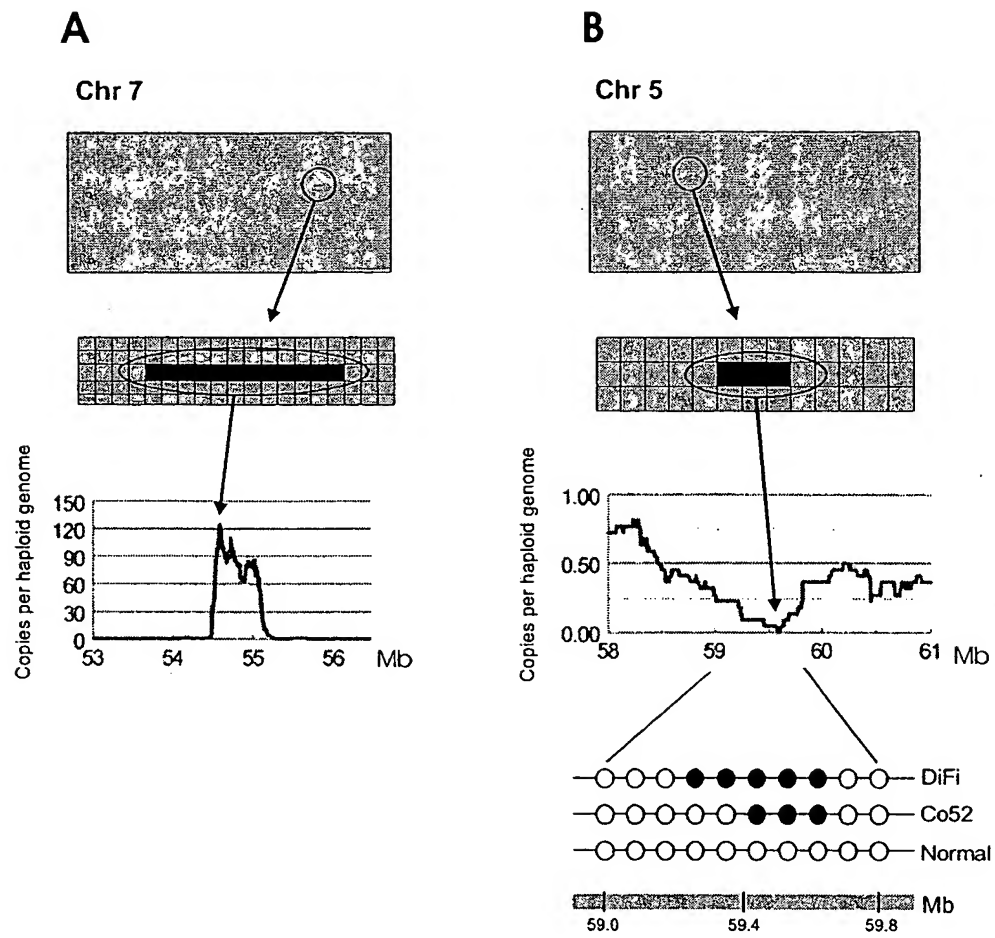 A
Chr 7
Copies per haploid genome
150
120
90
60
30
0
53 54 55 56 Mb
B
Chr 5
Copies per haploid genome
1.00
0.50
0.00
58 59 60 61 Mb
DiFi
Co52
Normal
Mb
59.0 59.4 59.8